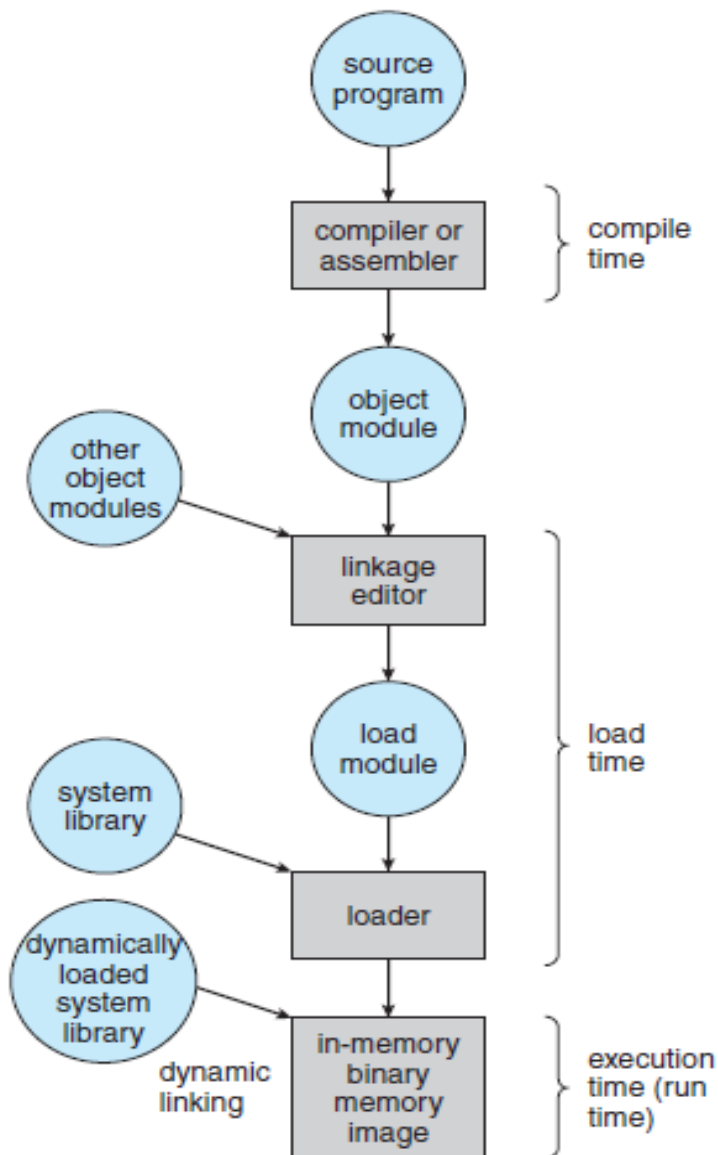 source
program
compiler or
assembler
compile
time
object
module
other
object
modules
linkage
editor
load
module
load
time
system
library
loader
dynamically
loaded
system
library
dynamic
linking
in-memory
binary
memory
image
execution
time (run
time)